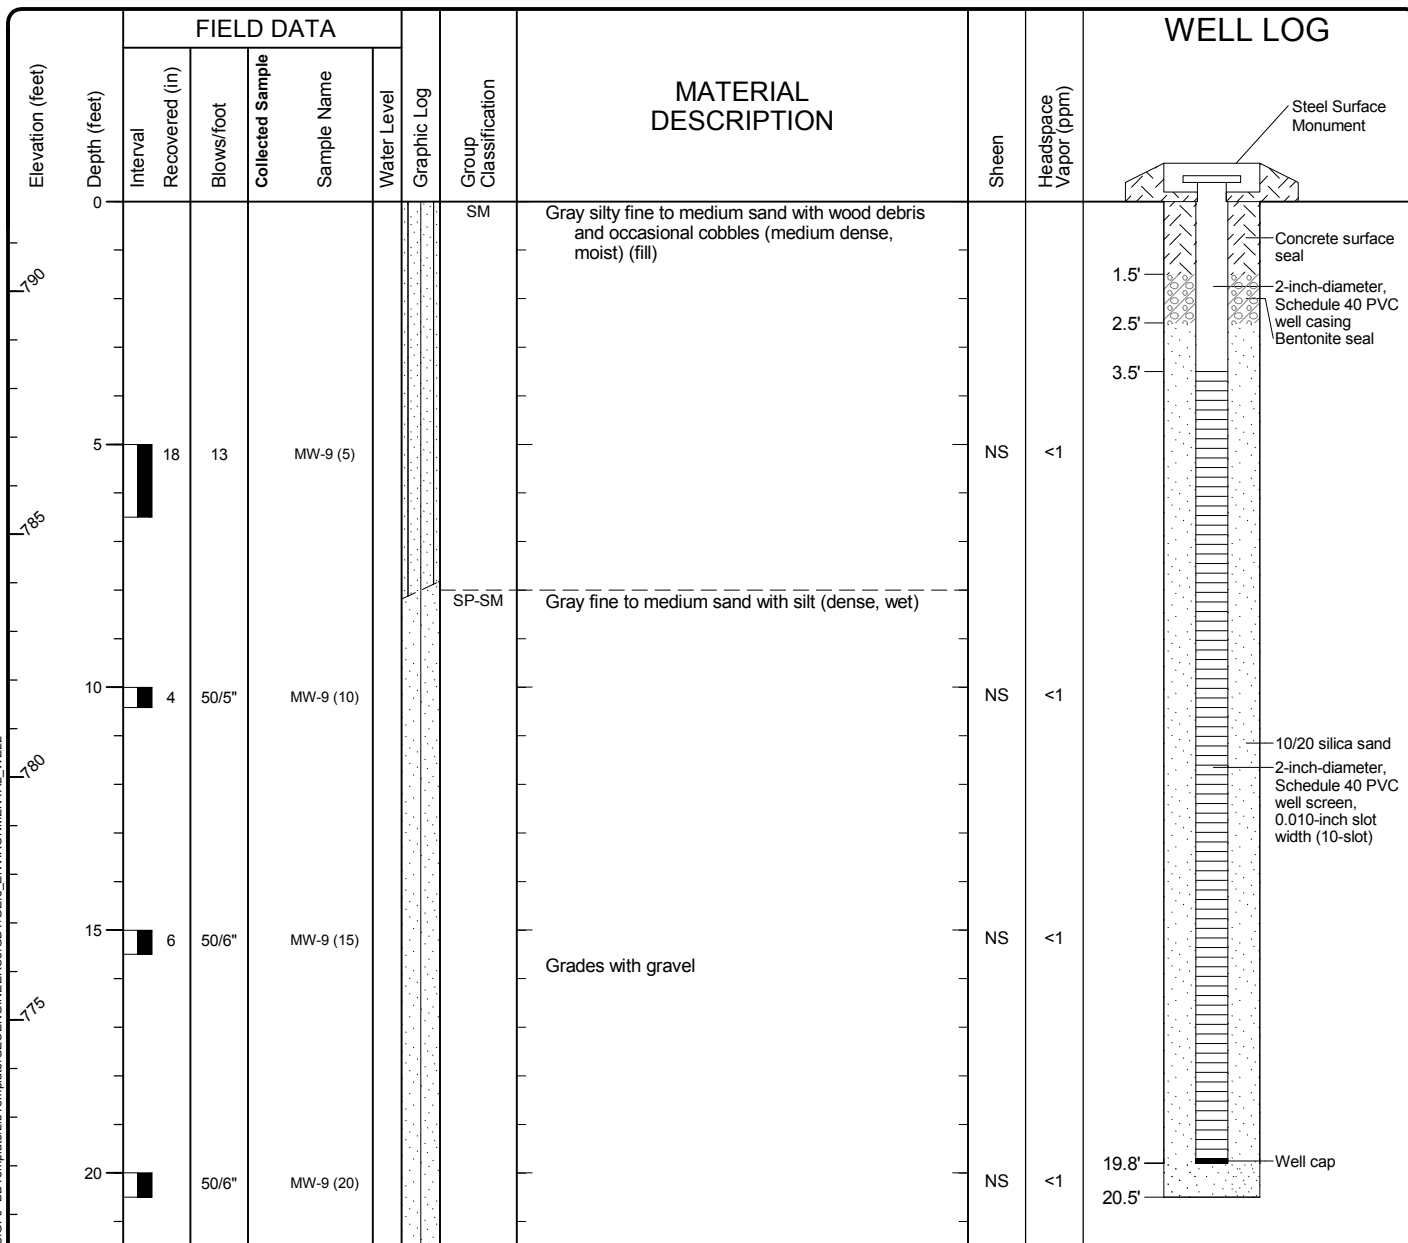 FIELD DATA
WELL LOG
Elevation (feet)
Depth (feet)
Interval
Recovered (in)
Blows/foot
Collected Sample
Sample Name
Water Level
Graphic Log
Group
Classification
MATERIAL
DESCRIPTION
Sheen
Headspace
Vapor (ppm)
Steel Surface
Monument
0
SM
Gray silty fine to medium sand with wood debris
and occasional cobbles (medium dense,
moist) (fill)
Concrete surface
seal
790
1.5'
2-inch-diameter,
Schedule 40 PVC
well casing
2.5'
Bentonite seal
3.5'
5
18
13
MW-9 (5)
NS
<1
785
SP-SM
Gray fine to medium sand with silt (dense, wet)
10
4
50/5"
MW-9 (10)
NS
<1
780
10/20 silica sand
2-inch-diameter,
Schedule 40 PVC
well screen,
0.010-inch slot
width (10-slot)
15
6
50/6"
MW-9 (15)
NS
<1
Grades with gravel
775
19.8'
Well cap
20
50/6"
MW-9 (20)
NS
<1
20.5'